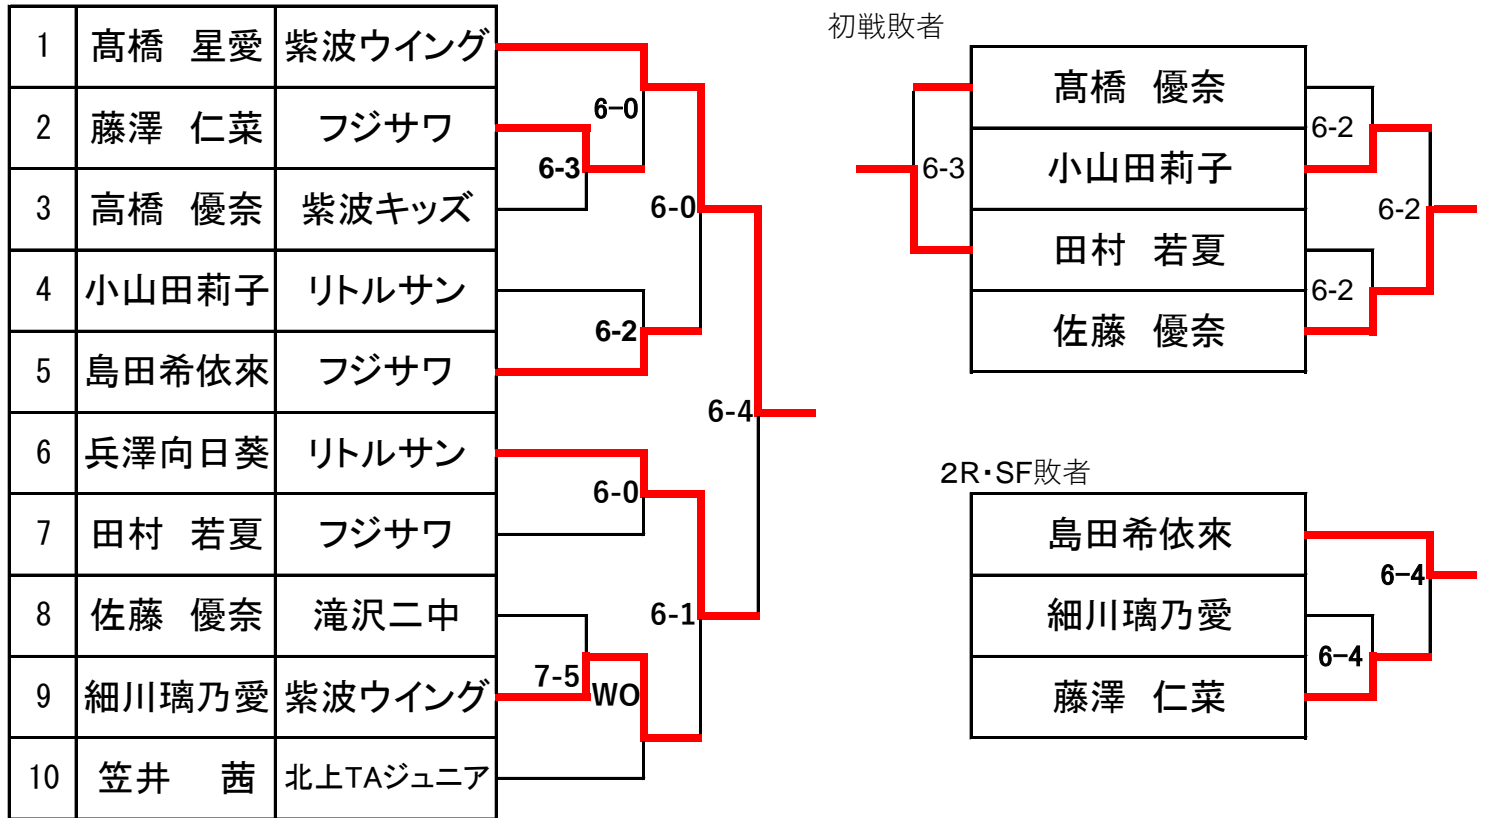 1 髙橋 星愛 紫波ウイング
2 藤澤 仁菜 フジサワ
3 高橋 優奈 紫波キッズ
4 小山田莉子 リトルサン
5 島田希依來 フジサワ
6 兵澤向日葵 リトルサン
7 田村 若夏 フジサワ
8 佐藤 優奈 滝沢二中
9 細川璃乃愛 紫波ウイング
10 笠井 茜 北上TAジュニア
6-0
6-3
6-0
6-2
6-4
6-0
6-1
7-5
WO
初戦敗者
髙橋 優奈
小山田莉子
田村 若夏
佐藤 優奈
6-3
6-2
6-2
6-2
2R・SF敗者
島田希依來
細川璃乃愛
藤澤 仁菜
6-4
6-4